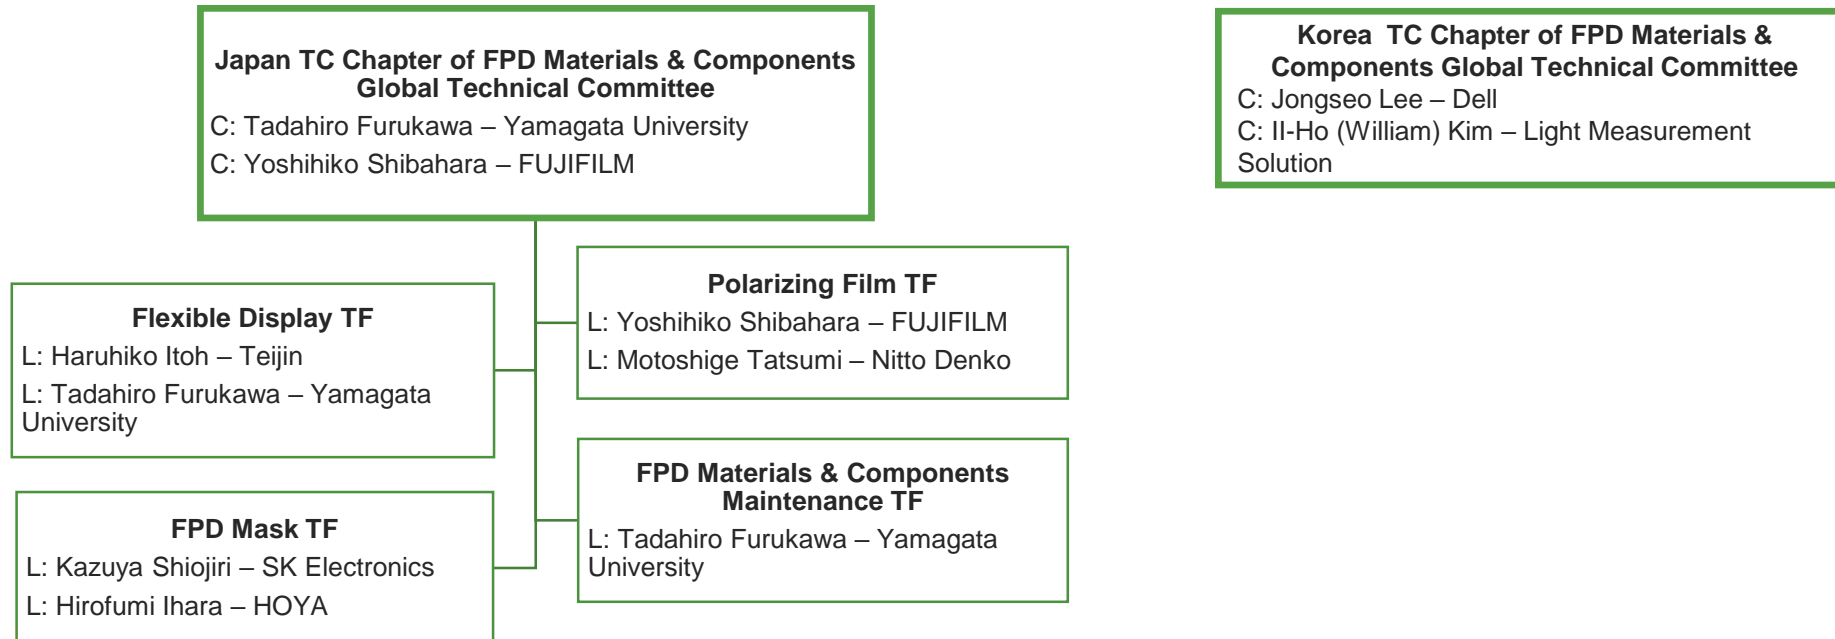 Japan TC Chapter of FPD Materials & Components
Global Technical Committee
C: Tadahiro Furukawa – Yamagata University
C: Yoshihiko Shibahara – FUJIFILM
Korea  TC Chapter of FPD Materials &
Components Global Technical Committee
C: Jongseo Lee – Dell
C: II-Ho (William) Kim – Light Measurement
Solution
Flexible Display TF
L: Haruhiko Itoh – Teijin
L: Tadahiro Furukawa – Yamagata
University
Polarizing Film TF
L: Yoshihiko Shibahara – FUJIFILM
L: Motoshige Tatsumi – Nitto Denko
FPD Mask TF
L: Kazuya Shiojiri – SK Electronics
L: Hirofumi Ihara – HOYA
FPD Materials & Components
Maintenance TF
L: Tadahiro Furukawa – Yamagata
University